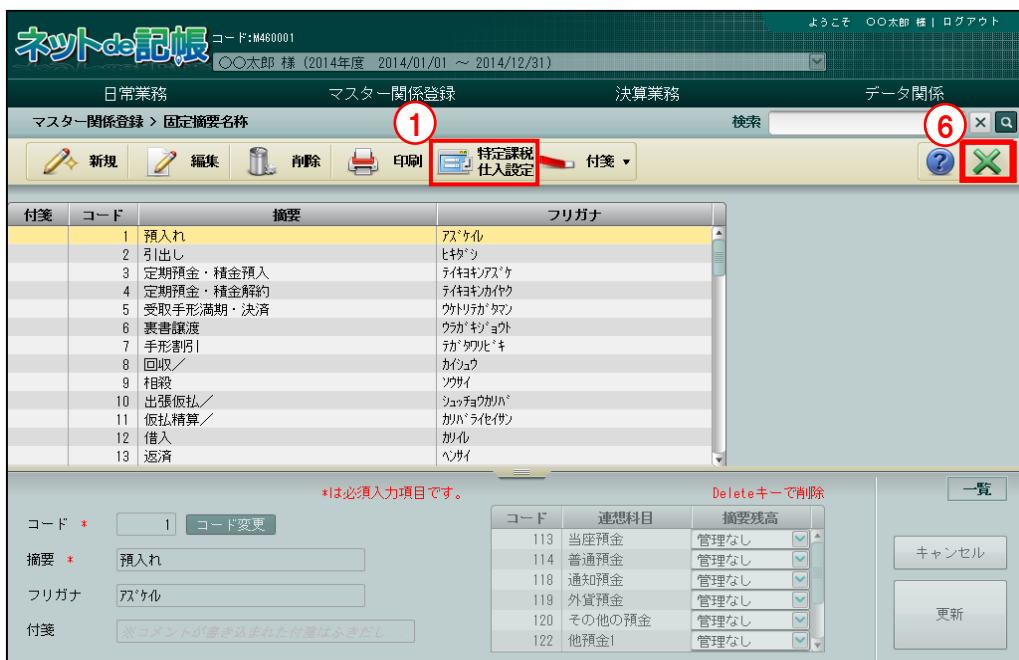 ようこそ 〇〇太郎 様 | ログアウト
ネットde記帳 コード:M460001
〇〇太郎 様 (2014年度 2014/01/01 ～ 2014/12/31)
日常業務 マスター関係登録 決算業務 データ関係
マスター関係登録 > 固定摘要名称 検索
① ⑥
新規 編集 削除 印刷 特定課税仕入設定 付箋 ▼ ?
付箋 コード 摘要 フリガナ
1 預入れ ｱｽﾞｹｲﾚ
2 引出し ﾋｷﾀﾞｼ
3 定期預金・積金預入 ﾃｲｷﾖｷﾝｱｽﾞｹ
4 定期預金・積金解約 ﾃｲｷﾖｷﾝｶｲﾔｸ
5 受取手形満期・決済 ｳｹﾄﾘﾃｶﾞﾀﾏﾝ
6 裏書譲渡 ｳﾗｶﾞｷｼﾞｮｳﾄ
7 手形割引 ﾃｶﾞﾀﾜﾘﾋﾞｷ
8 回収／ ｶｲｼｭｳ
9 相殺 ｿｳｻｲ
10 出張仮払／ ｼｭｯﾁｮｳｶﾘﾊﾞ
11 仮払精算／ ｶﾘﾊﾞﾗｲｾｲｻﾝ
12 借入 ｶﾘｲﾚ
13 返済 ﾍﾝｻｲ
*は必須入力項目です。 Deleteキーで削除 一覧
コード * 1 コード変更
摘要 * 預入れ
フリガナ ｱｽﾞｹｲﾚ
付箋 ※コメントが書き込まれた付箋はふきだし
コード 連想科目 摘要残高
113 当座預金 管理なし
114 普通預金 管理なし
118 通知預金 管理なし
119 外貨預金 管理なし
120 その他の預金 管理なし
122 他預金1 管理なし
キャンセル
更新